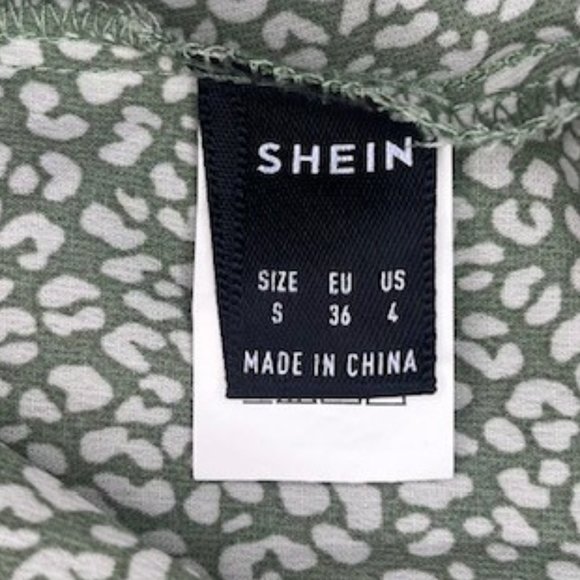 SHEIN
SIZE EU US
S 36 4
MADE IN CHINA